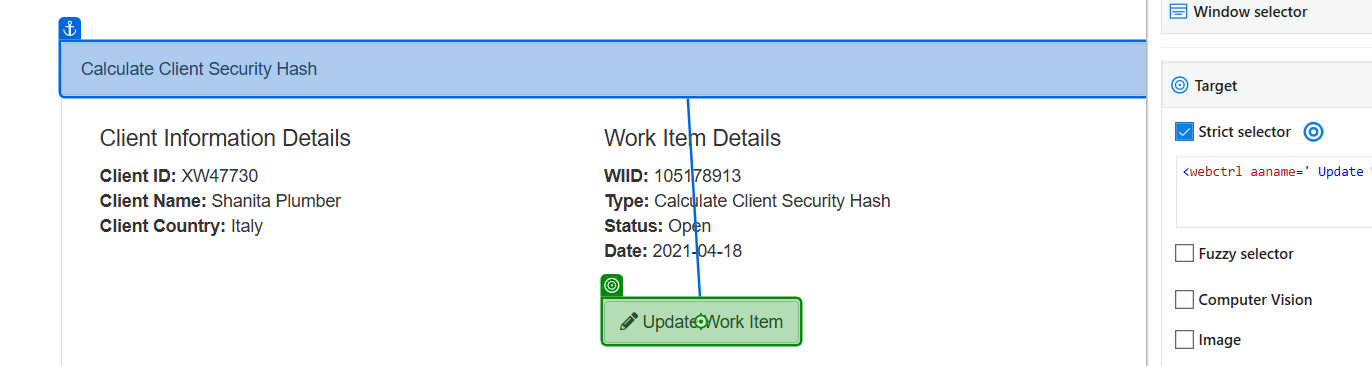 Window selector
Calculate Client Security Hash
Target
Client Information Details
Client ID: XW47730
Client Name: Shanita Plumber
Client Country: Italy
Work Item Details
WIID: 105178913
Type: Calculate Client Security Hash
Status: Open
Date: 2021-04-18
Update Work Item
Strict selector
<webctrl aaname=' Update
Fuzzy selector
Computer Vision
Image